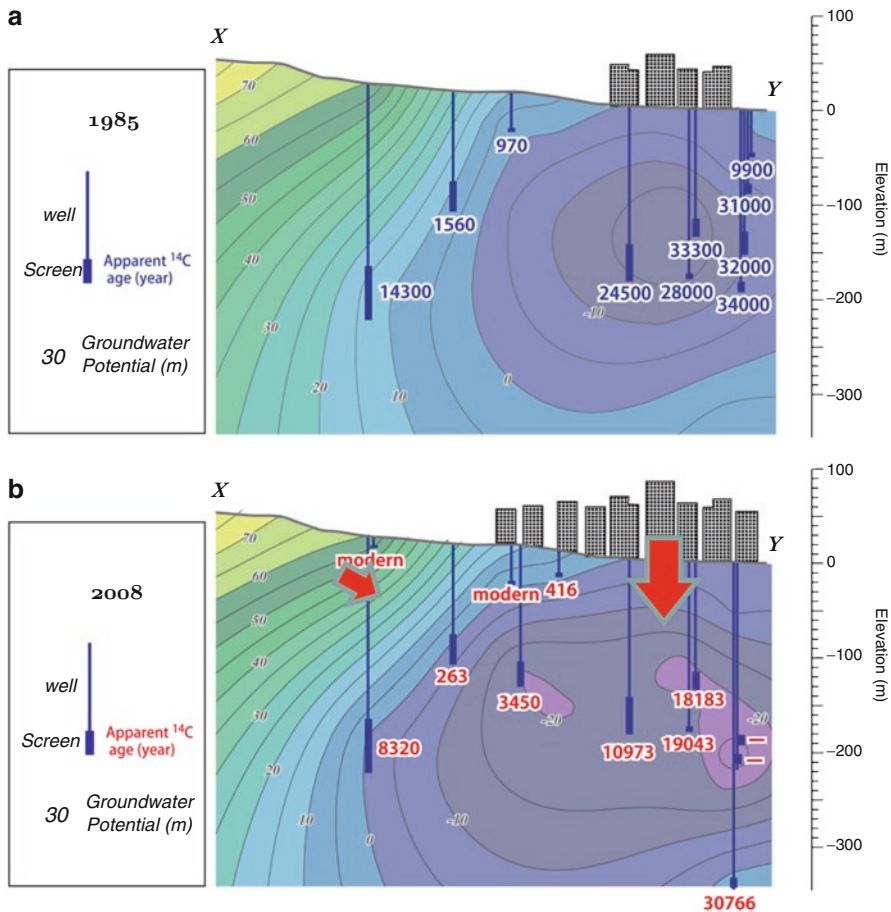 a
X
1985
well
Screen
Apparent ¹⁴C
age (year)
30
Groundwater
Potential (m)
70
60
50
40
30
20
10
0
-10
14300
1560
970
24500
28000
33300
9900
31000
32000
34000
Y
100
0
−100
−200
−300
Elevation (m)
b
X
2008
well
Screen
Apparent ¹⁴C
age (year)
30
Groundwater
Potential (m)
70
60
50
40
30
20
10
0
-10
-20
-20
modern
8320
263
modern
416
3450
10973
19043
18183
–
–
30766
Y
100
0
−100
−200
−300
Elevation (m)